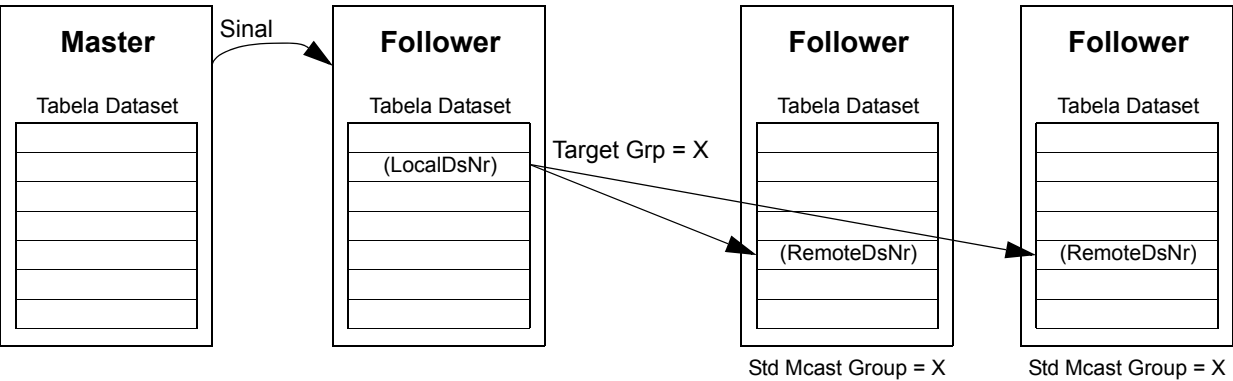 Master
Sinal
Follower
Follower
Follower
Tabela Dataset
Tabela Dataset
Tabela Dataset
Tabela Dataset
(LocalDsNr)
Target Grp = X
(RemoteDsNr)
(RemoteDsNr)
Std Mcast Group = X
Std Mcast Group = X